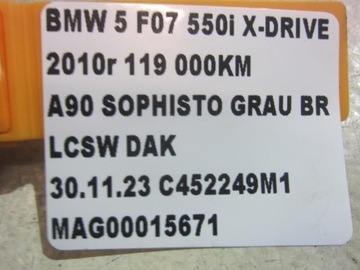 BMW 5 F07 550i X-DRIVE
2010r 119 000KM
A90 SOPHISTO GRAU BR
LCSW DAK
30.11.23 C452249M1
MAG00015671